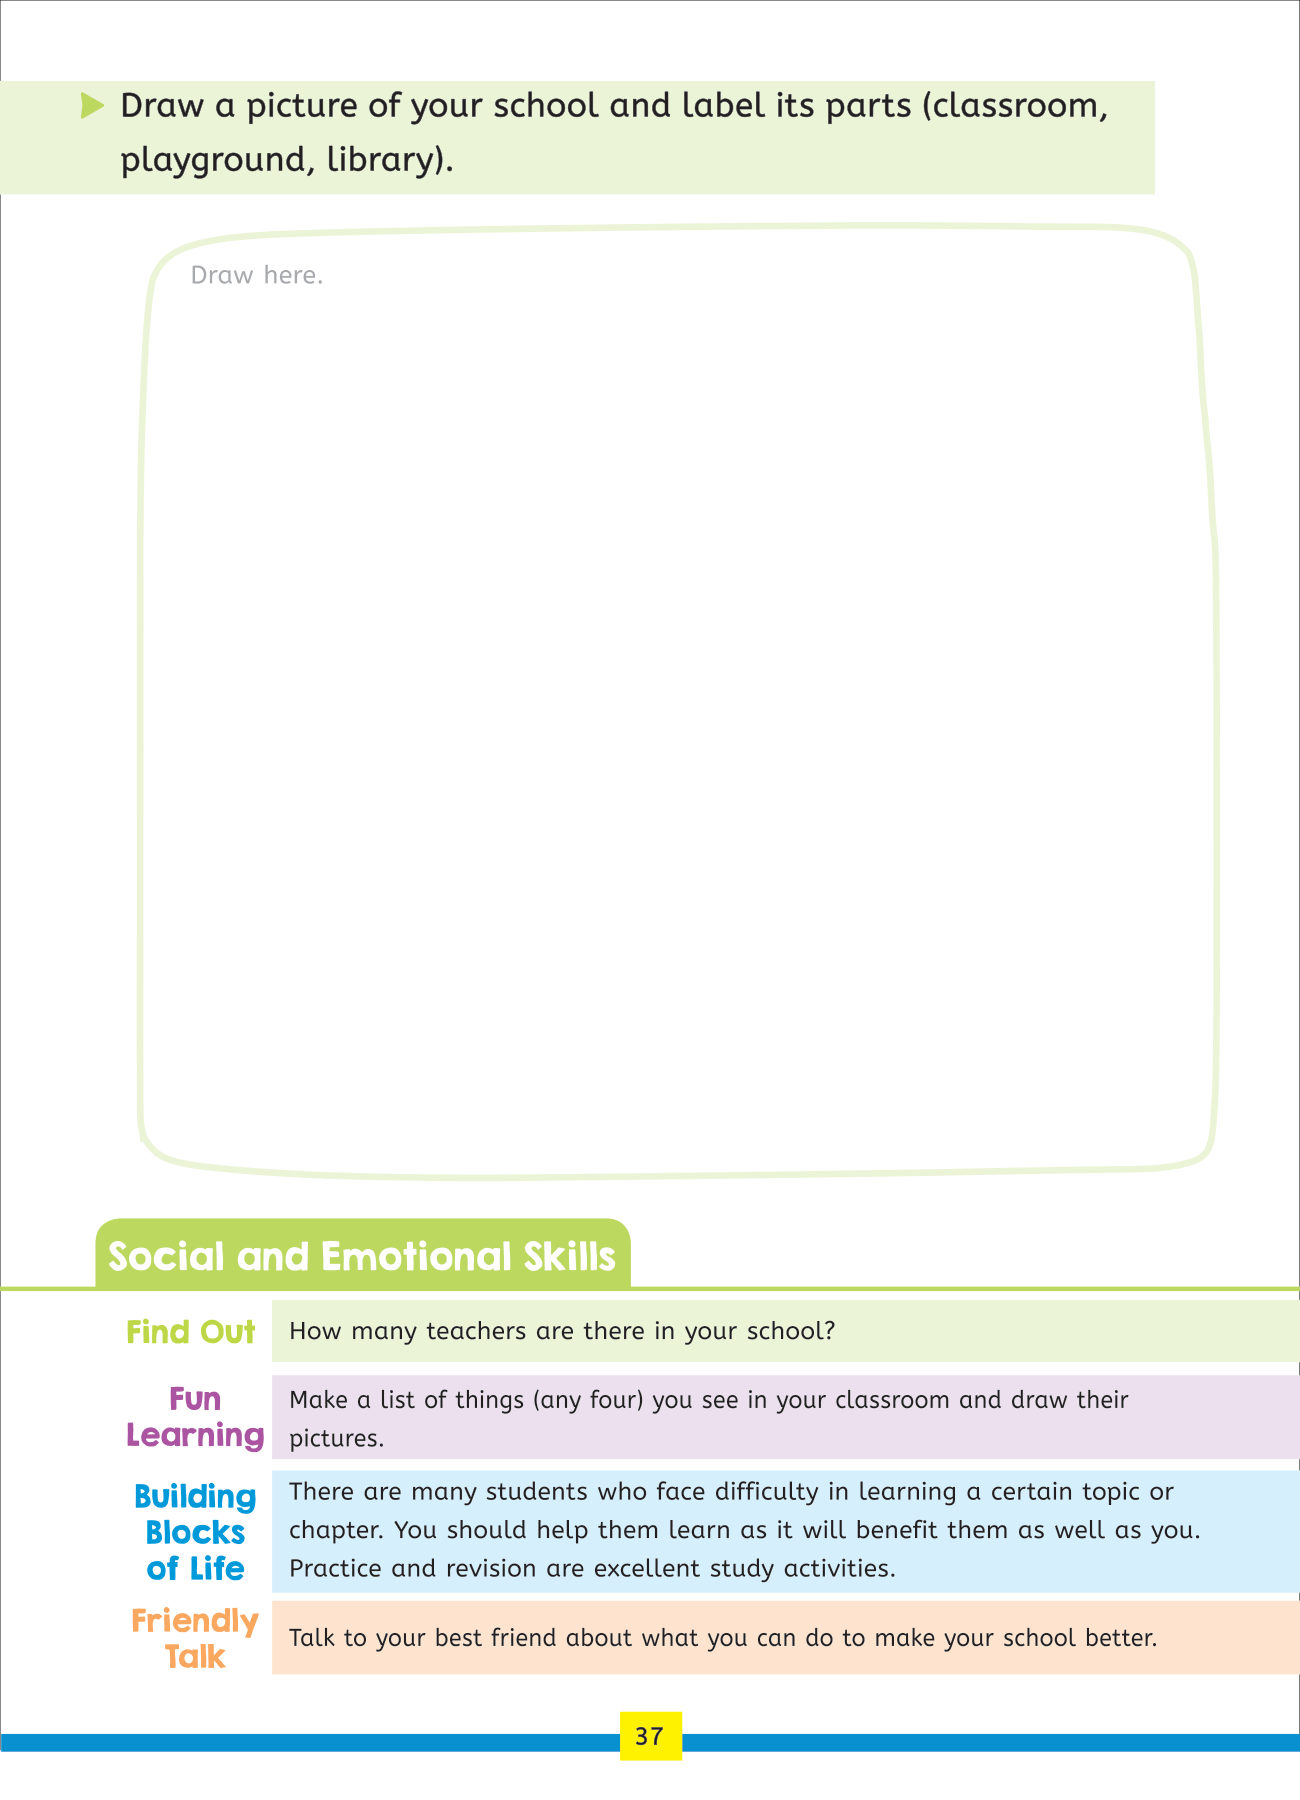 Draw a picture of your school and label its parts (classroom,
playground, library).
Draw here.
Social and Emotional Skills
Find Out
How many teachers are there in your school?
Fun
Learning
Make a list of things (any four) you see in your classroom and draw their
pictures.
Building
Blocks
of Life
There are many students who face difficulty in learning a certain topic or
chapter. You should help them learn as it will benefit them as well as you.
Practice and revision are excellent study activities.
Friendly
Talk
Talk to your best friend about what you can do to make your school better.
37